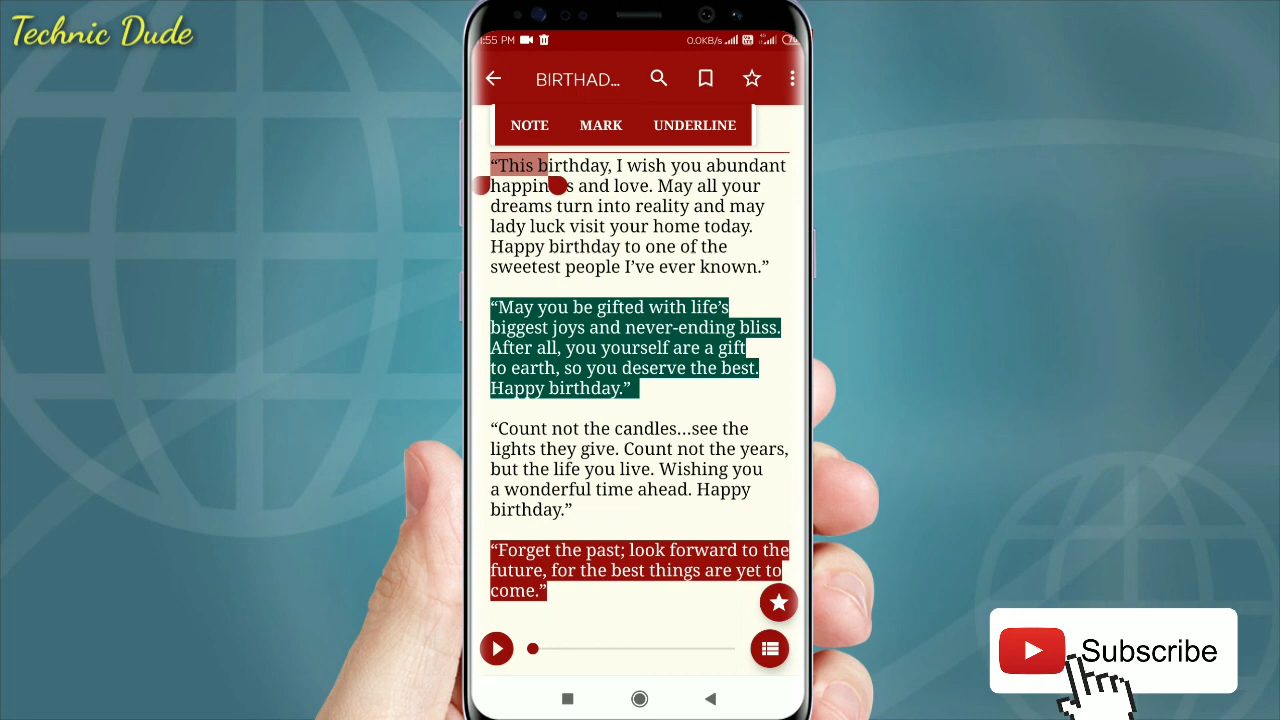 Technic Dude
1:55 PM
0.0KB/s
4G
BIRTHAD...
NOTE MARK UNDERLINE
“This birthday, I wish you abundant
s and love. May all your
dreams turn into reality and may
lady luck visit your home today.
Happy birthday to one of the
sweetest people I’ve ever known.”
“May you be gifted with life’s
biggest joys and never-ending bliss.
After all, you yourself are a gift
to earth, so you deserve the best.
Happy birthday.”
“Count not the candles…see the
lights they give. Count not the years,
but the life you live. Wishing you
a wonderful time ahead. Happy
birthday.”
“Forget the past; look forward to the
future, for the best things are yet to
come.”
Subscribe